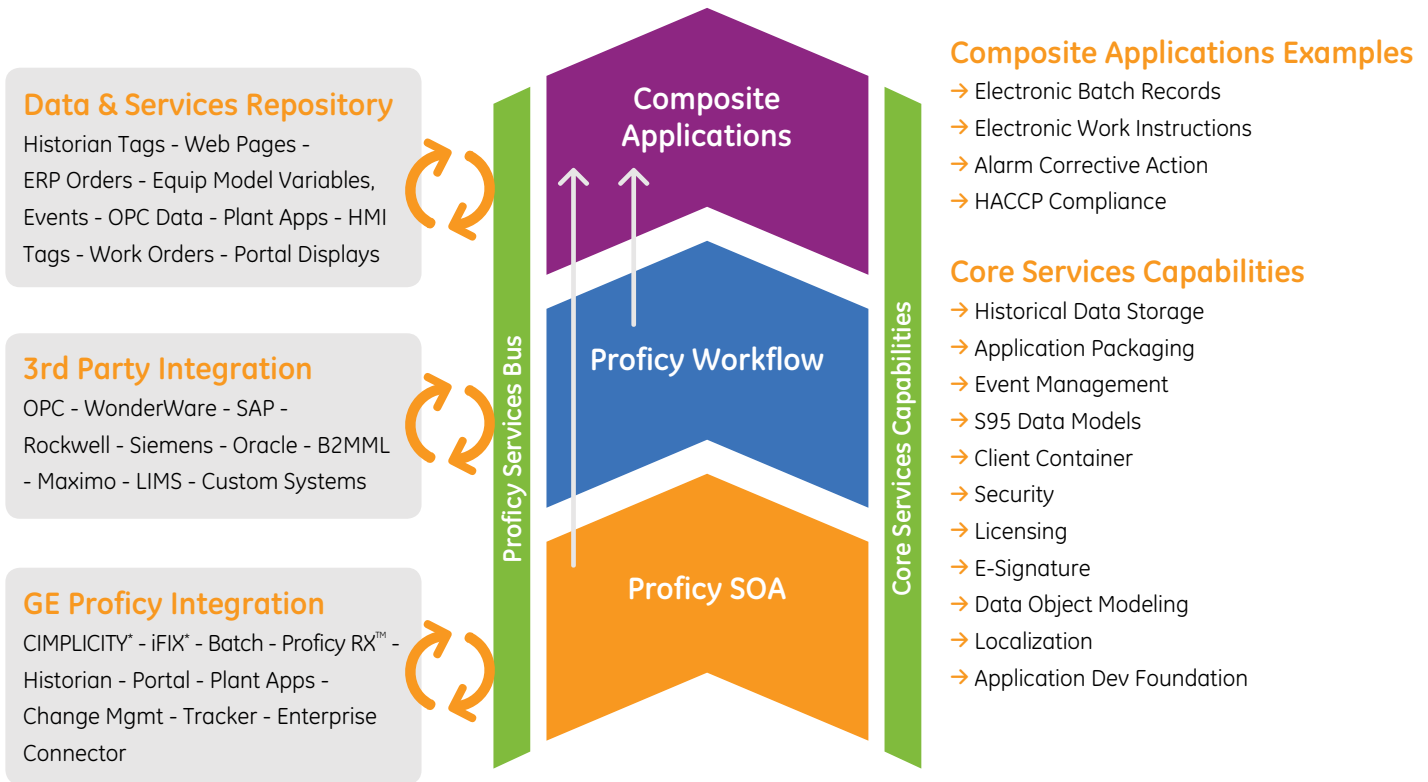 Data & Services Repository
Historian Tags - Web Pages -
ERP Orders - Equip Model Variables,
Events - OPC Data - Plant Apps - HMI
Tags - Work Orders - Portal Displays
3rd Party Integration
OPC - WonderWare - SAP -
Rockwell - Siemens - Oracle - B2MML
- Maximo - LIMS - Custom Systems
GE Proficy Integration
CIMPLICITY* - iFIX* - Batch - Proficy RX™ -
Historian - Portal - Plant Apps -
Change Mgmt - Tracker - Enterprise
Connector
Proficy Services Bus
Composite
Applications
Proficy Workflow
Proficy SOA
Core Services Capabilities
Composite Applications Examples
→ Electronic Batch Records
→ Electronic Work Instructions
→ Alarm Corrective Action
→ HACCP Compliance
Core Services Capabilities
→ Historical Data Storage
→ Application Packaging
→ Event Management
→ S95 Data Models
→ Client Container
→ Security
→ Licensing
→ E-Signature
→ Data Object Modeling
→ Localization
→ Application Dev Foundation